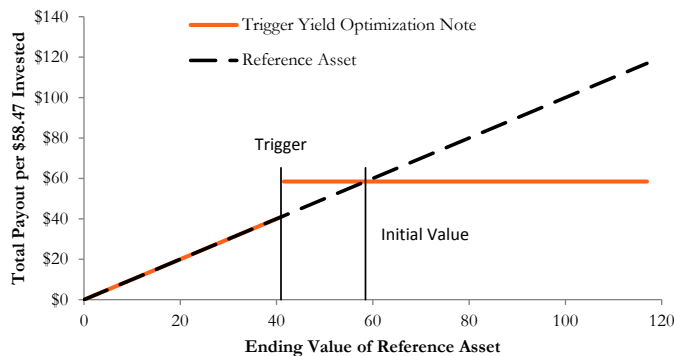 $140
$120
$100
$80
$60
$40
$20
$0
Total Payout per $58.47 Invested
Trigger Yield Optimization Note
Reference Asset
Trigger
Initial Value
0 20 40 60 80 100 120
Ending Value of Reference Asset